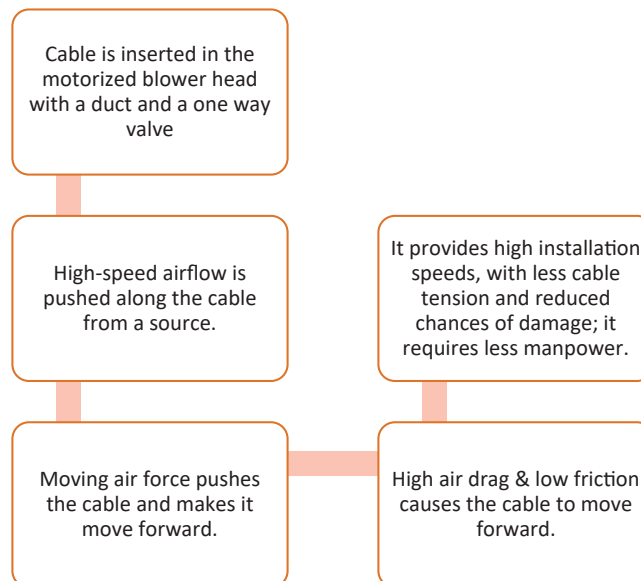 Cable is inserted in the
motorized blower head
with a duct and a one way
valve
High-speed airflow is
pushed along the cable
from a source.
Moving air force pushes
the cable and makes it
move forward.
High air drag & low friction
causes the cable to move
forward.
It provides high installation
speeds, with less cable
tension and reduced
chances of damage; it
requires less manpower.